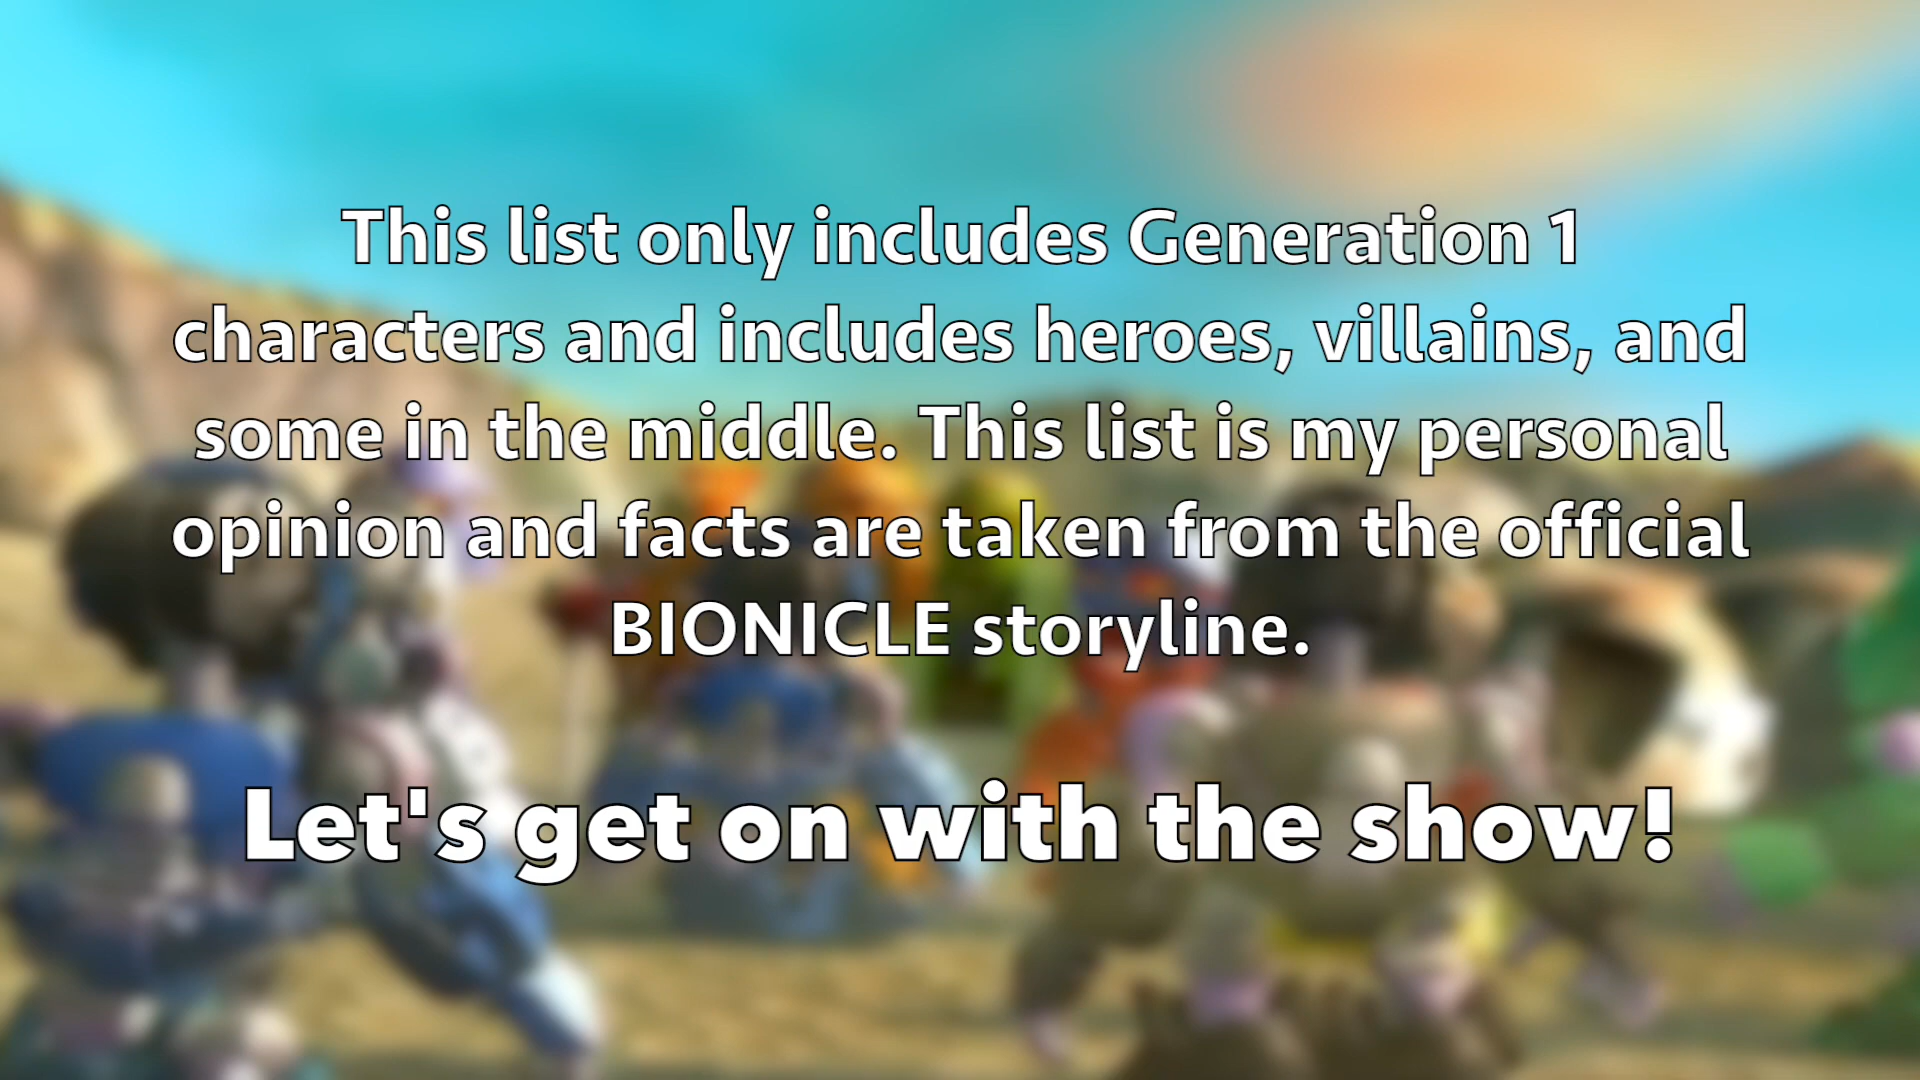 This list only includes Generation 1
characters and includes heroes, villains, and
some in the middle. This list is my personal
opinion and facts are taken from the official
BIONICLE storyline.
Let's get on with the show!